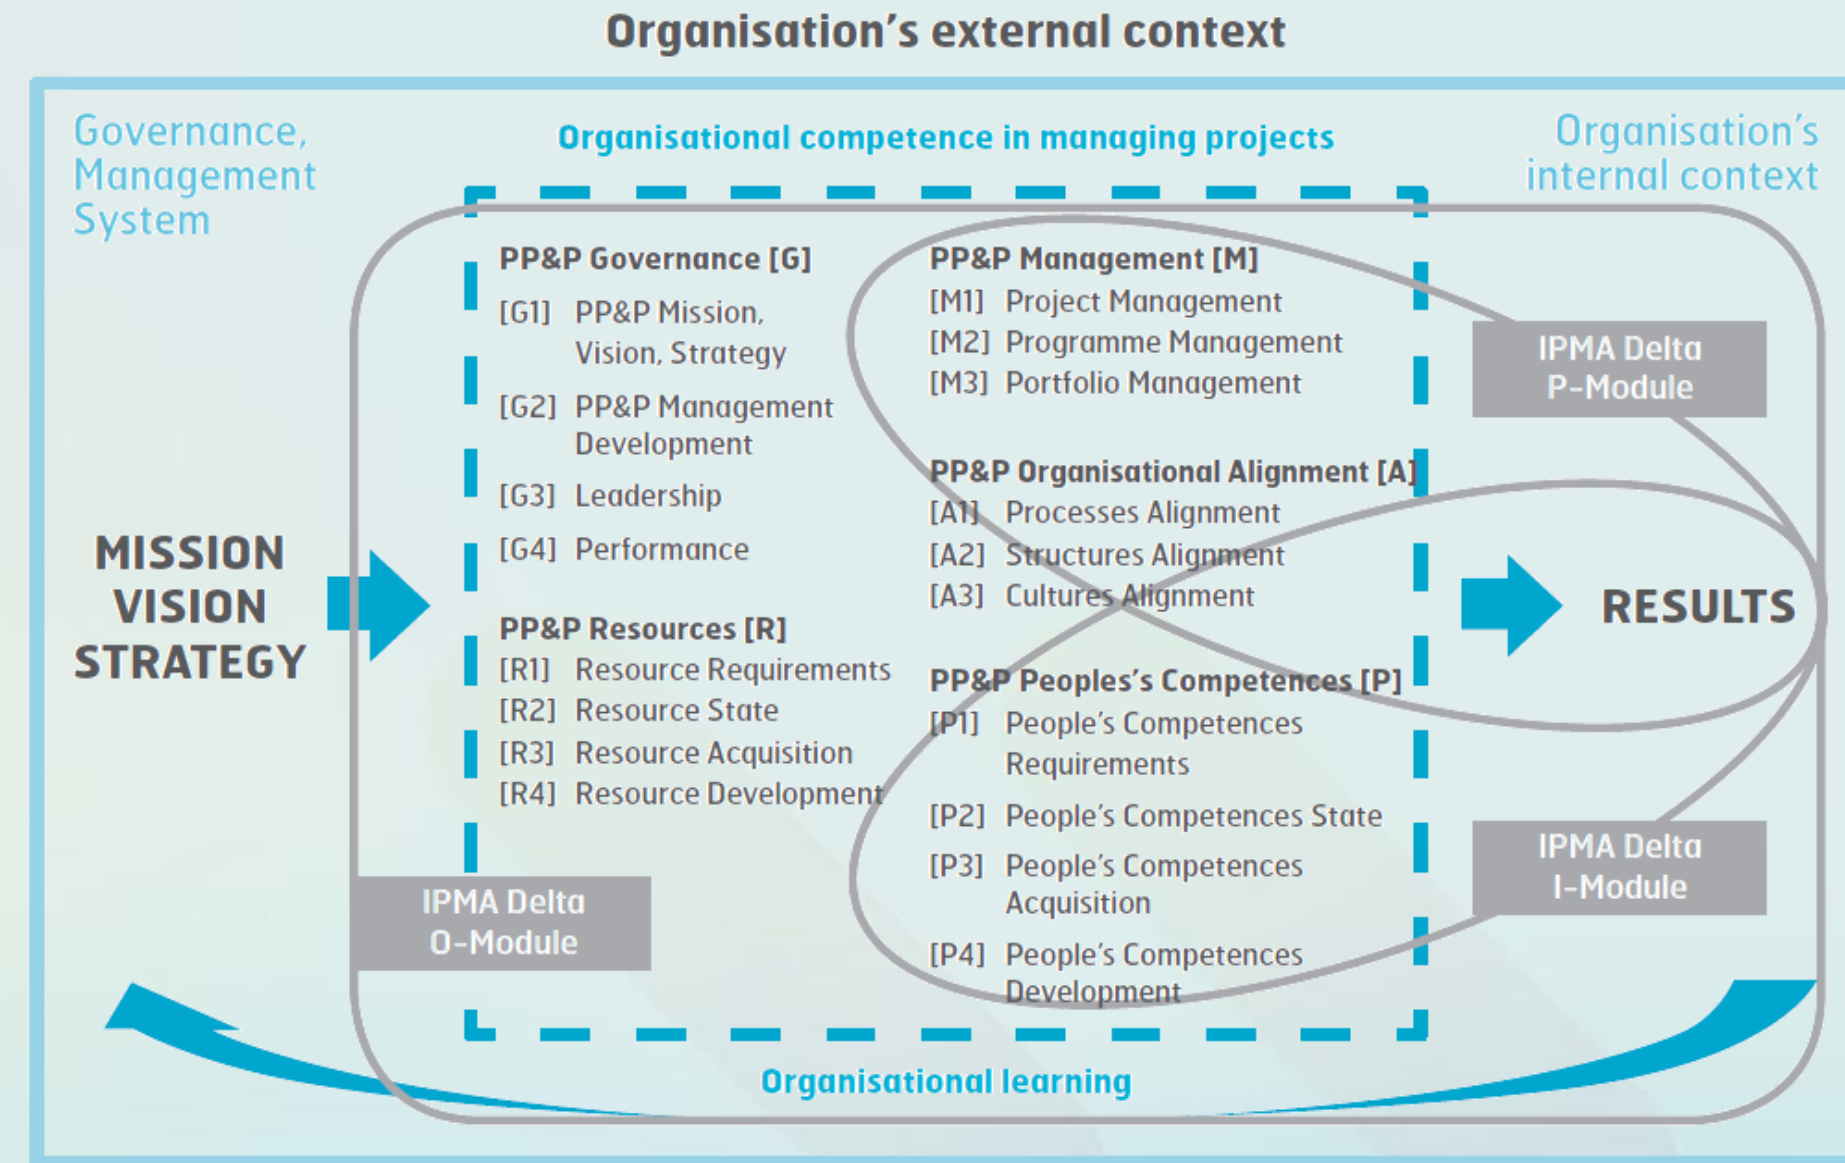 Organisation's external context
Governance,
Management
System
Organisational competence in managing projects
Organisation's
internal context
PP&P Governance [G]
[G1] PP&P Mission,
Vision, Strategy
[G2] PP&P Management
Development
[G3] Leadership
[G4] Performance
PP&P Resources [R]
[R1] Resource Requirements
[R2] Resource State
[R3] Resource Acquisition
[R4] Resource Development
PP&P Management [M]
[M1] Project Management
[M2] Programme Management
[M3] Portfolio Management
PP&P Organisational Alignment [A]
[A1] Processes Alignment
[A2] Structures Alignment
[A3] Cultures Alignment
PP&P Peoples's Competences [P]
[P1] People's Competences
Requirements
[P2] People's Competences State
[P3] People's Competences
Acquisition
[P4] People's Competences
Development
MISSION
VISION
STRATEGY
RESULTS
IPMA Delta
P-Module
IPMA Delta
I-Module
IPMA Delta
O-Module
Organisational learning